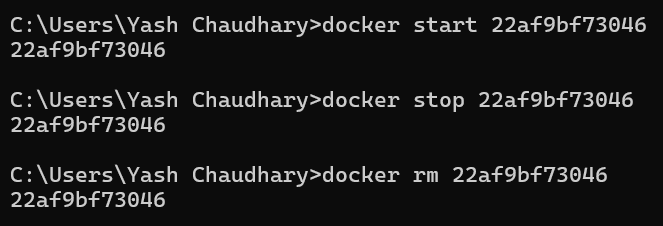 C:\Users\Yash Chaudhary>docker start 22af9bf73046
22af9bf73046
C:\Users\Yash Chaudhary>docker stop 22af9bf73046
22af9bf73046
C:\Users\Yash Chaudhary>docker rm 22af9bf73046
22af9bf73046